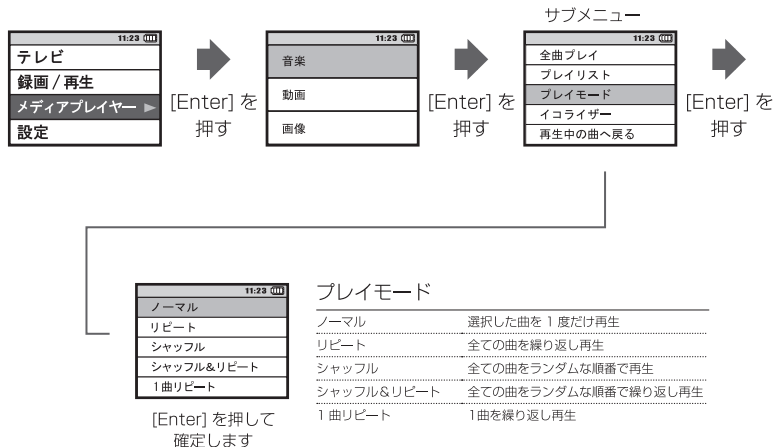 サブメニュー
11:23
テレビ
録画 / 再生
メディアプレイヤー
設定
[Enter] を
押す
11:23
音楽
動画
画像
[Enter] を
押す
11:23
全曲プレイ
プレイリスト
プレイモード
イコライザー
再生中の曲へ戻る
[Enter] を
押す
11:23
ノーマル
リピート
シャッフル
シャッフル&リピート
1曲リピート
[Enter] を押して
確定します
プレイモード
ノーマル 選択した曲を 1 度だけ再生
リピート 全ての曲を繰り返し再生
シャッフル 全ての曲をランダムな順番で再生
シャッフル&リピート 全ての曲をランダムな順番で繰り返し再生
1 曲リピート 1曲を繰り返し再生